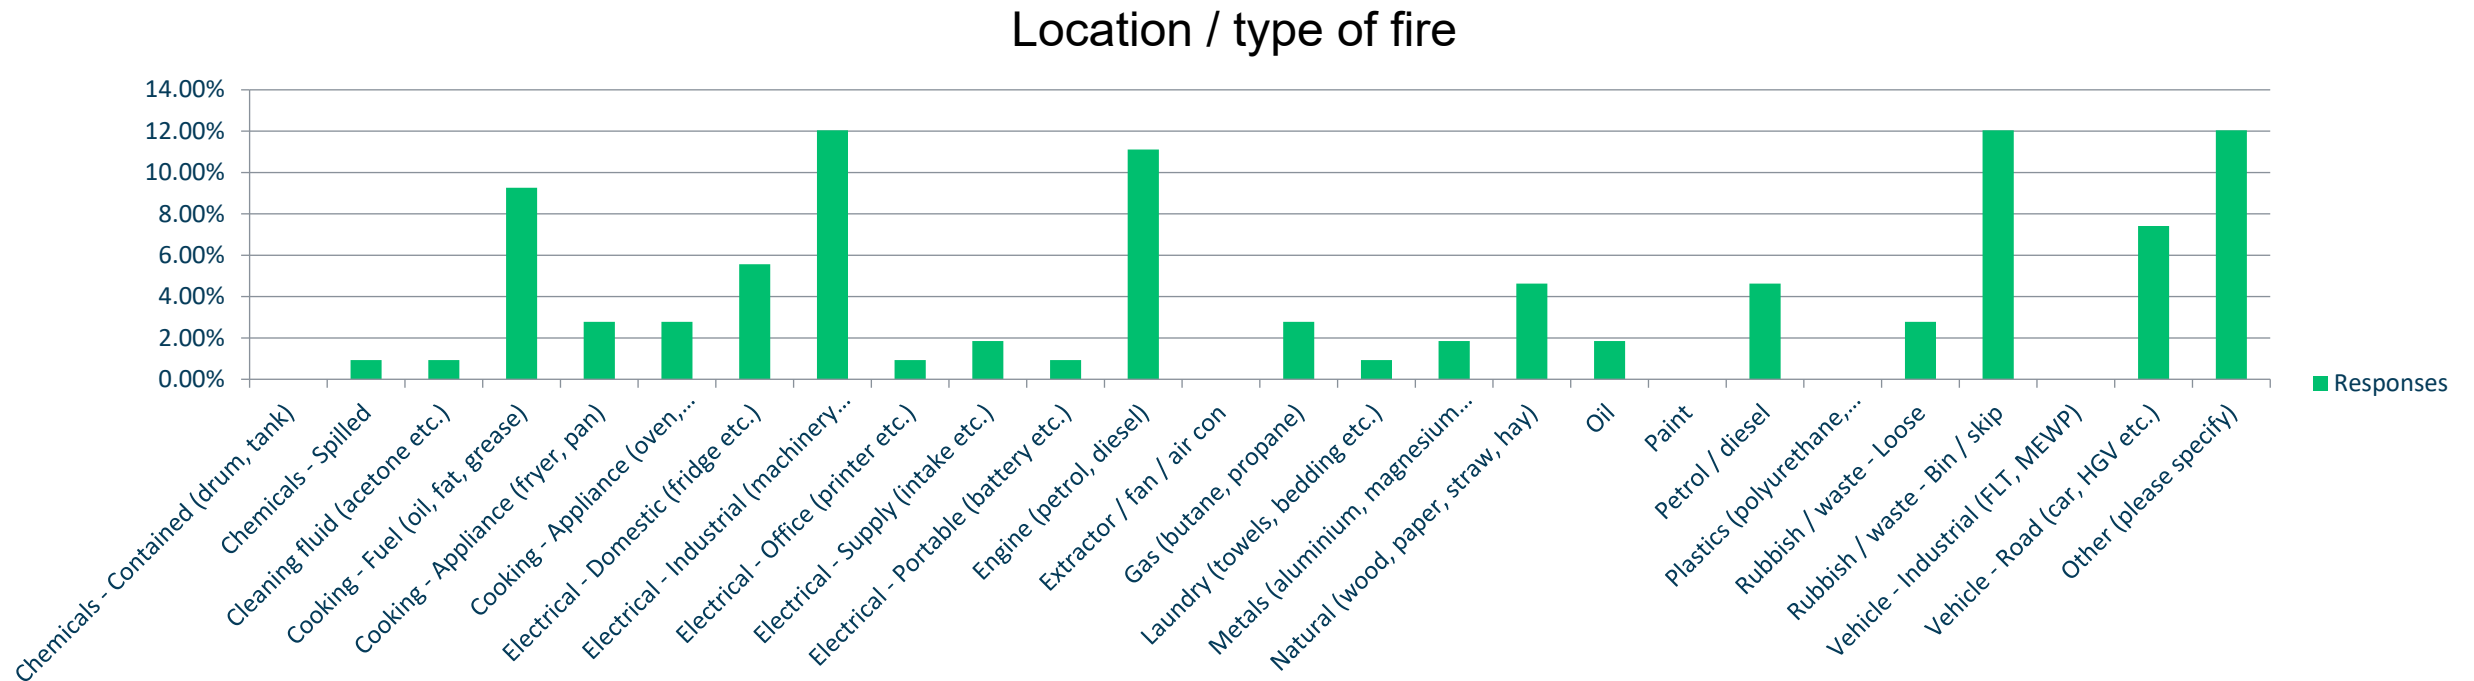 Location / type of fire
14.00%
12.00%
10.00%
8.00%
6.00%
4.00%
2.00%
0.00%
Chemicals - Contained (drum, tank)
Chemicals - Spilled
Cleaning fluid (acetone etc.)
Cooking - Fuel (oil, fat, grease)
Cooking - Appliance (fryer, pan)
Cooking - Appliance (oven,...
Electrical - Domestic (fridge etc.)
Electrical - Industrial (machinery...
Electrical - Office (printer etc.)
Electrical - Supply (intake etc.)
Electrical - Portable (battery etc.)
Engine (petrol, diesel)
Extractor / fan / air con
Gas (butane, propane)
Laundry (towels, bedding etc.)
Metals (aluminium, magnesium...
Natural (wood, paper, straw, hay)
Oil
Paint
Petrol / diesel
Plastics (polyurethane,...
Rubbish / waste - Loose
Rubbish / waste - Bin / skip
Vehicle - Industrial (FLT, MEWP)
Vehicle - Road (car, HGV etc.)
Other (please specify)
Responses